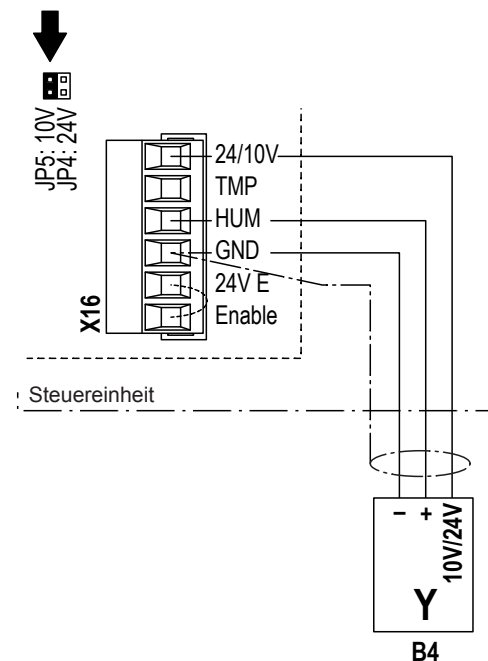 JP5: 10V
JP4: 24V
24/10V
TMP
HUM
GND
24V E
Enable
X16
Steuereinheit
− +
10V/24V
Y
B4